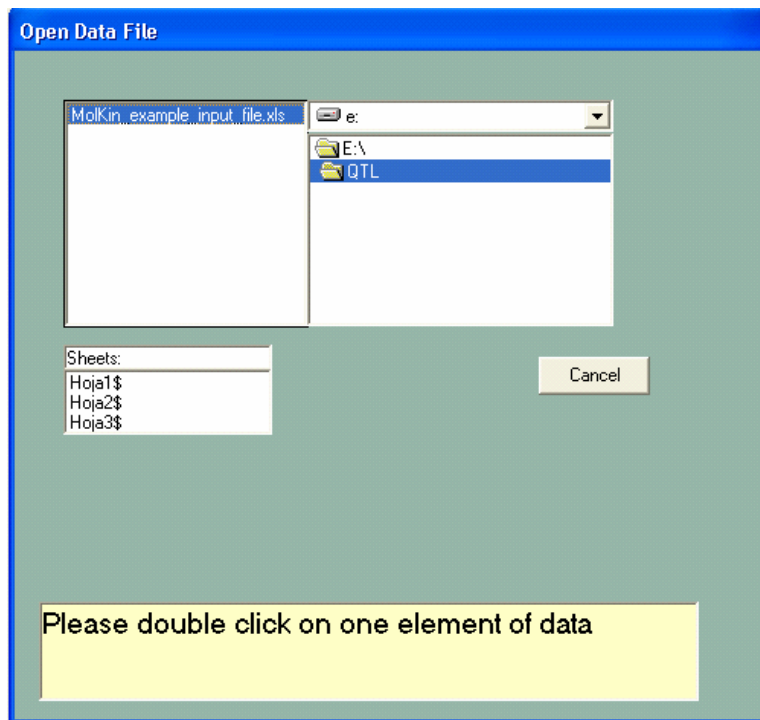 Open Data File
MolKin_example_input_file.xls
e:
E:\
QTL
Sheets:
Hoja1$
Hoja2$
Hoja3$
Cancel
Please double click on one element of data